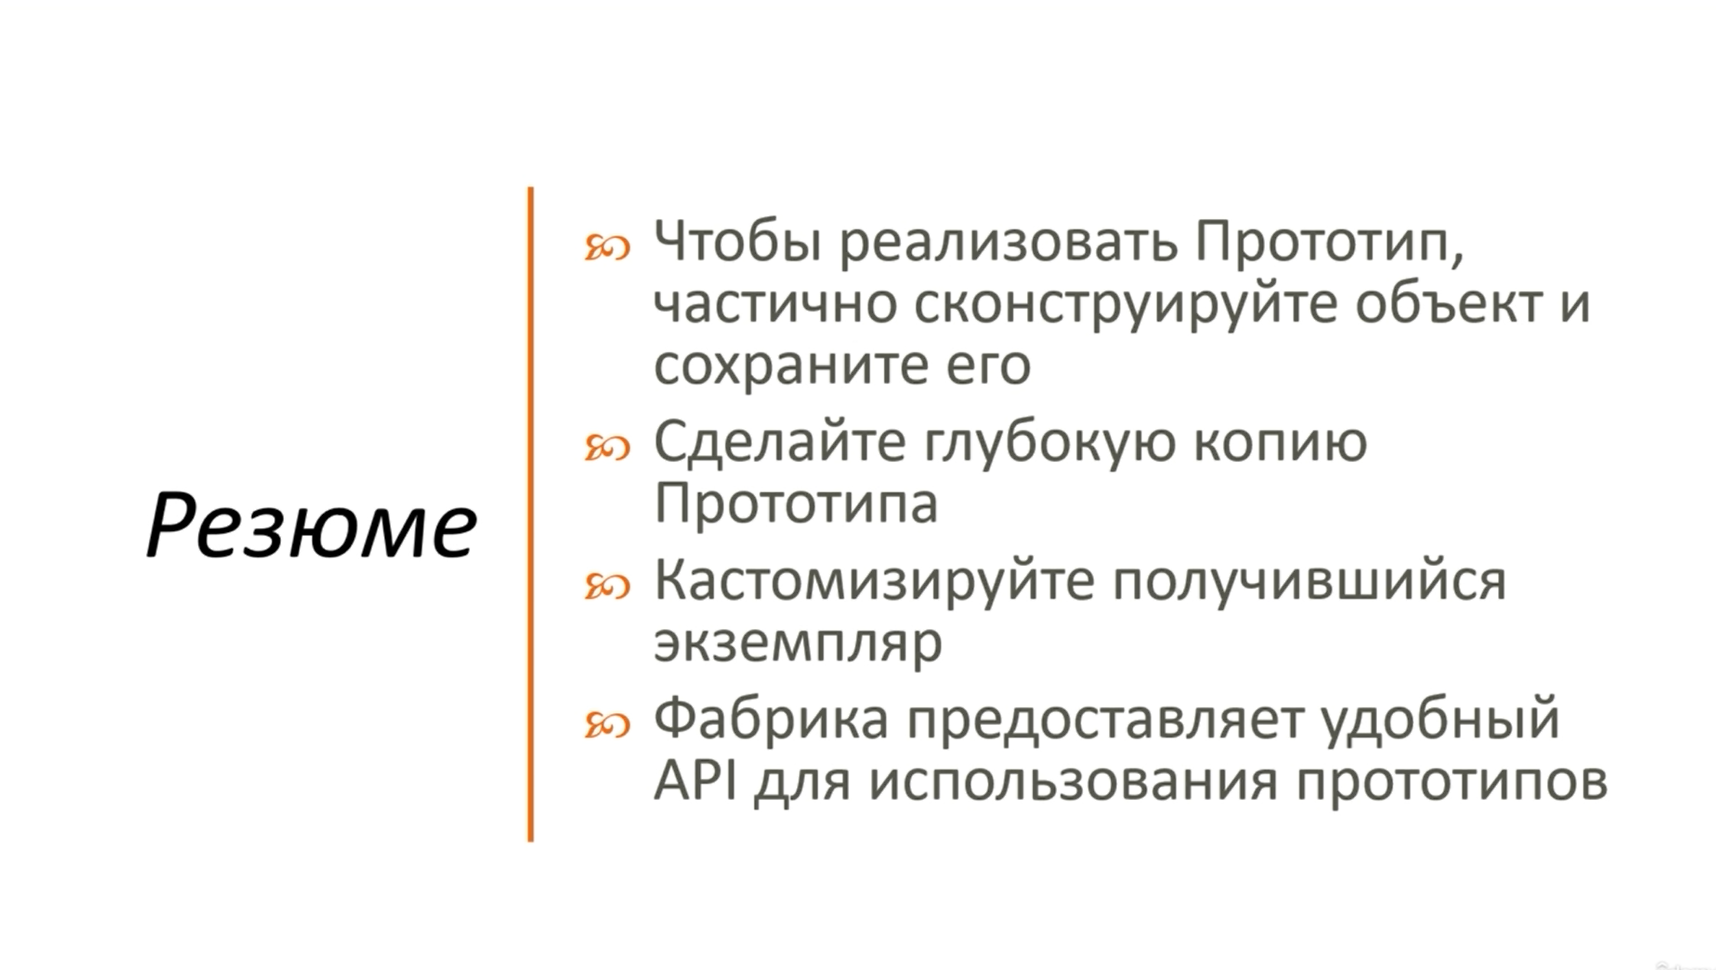 Резюме
Чтобы реализовать Прототип,
частично сконструируйте объект и
сохраните его
Сделайте глубокую копию
Прототипа
Кастомизируйте получившийся
экземпляр
Фабрика предоставляет удобный
API для использования прототипов